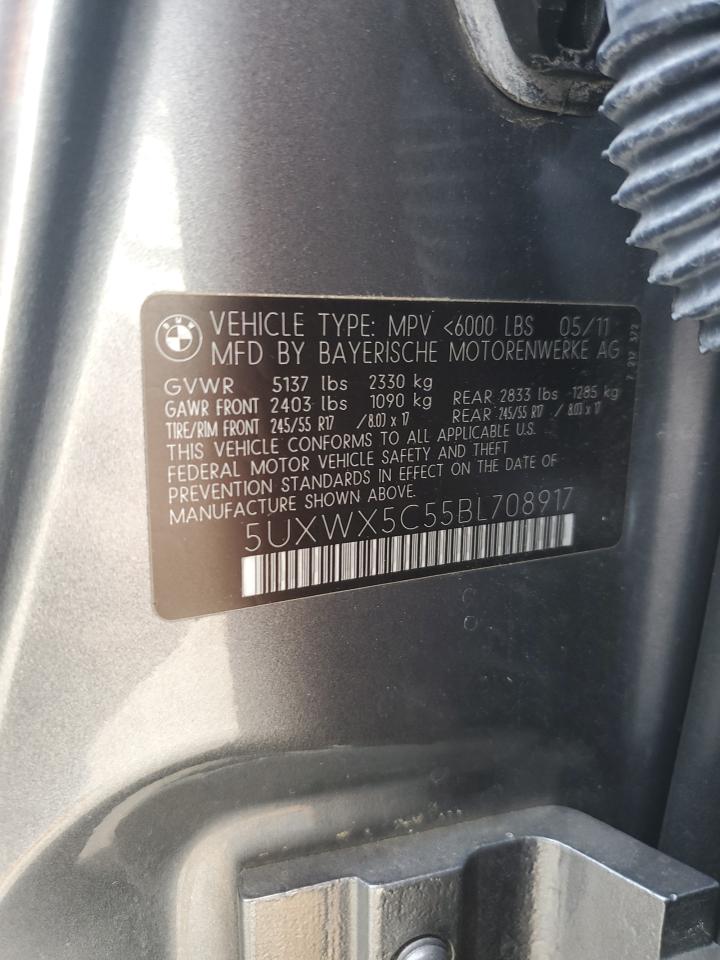 BMW
VEHICLE TYPE: MPV <6000 LBS 05/11
MFD BY BAYERISCHE MOTORENWERKE AG
GVWR 5137 lbs 2330 kg
GAWR FRONT 2403 lbs 1090 kg REAR 2833 lbs 1285 kg
TIRE/RIM FRONT 245/55 R17 /8.0J x 17 REAR 245/55 R17 /8.0J x 17
THIS VEHICLE CONFORMS TO ALL APPLICABLE U.S.
FEDERAL MOTOR VEHICLE SAFETY AND THEFT
PREVENTION STANDARDS IN EFFECT ON THE DATE OF
MANUFACTURE SHOWN ABOVE.
5UXWX5C55BL708917